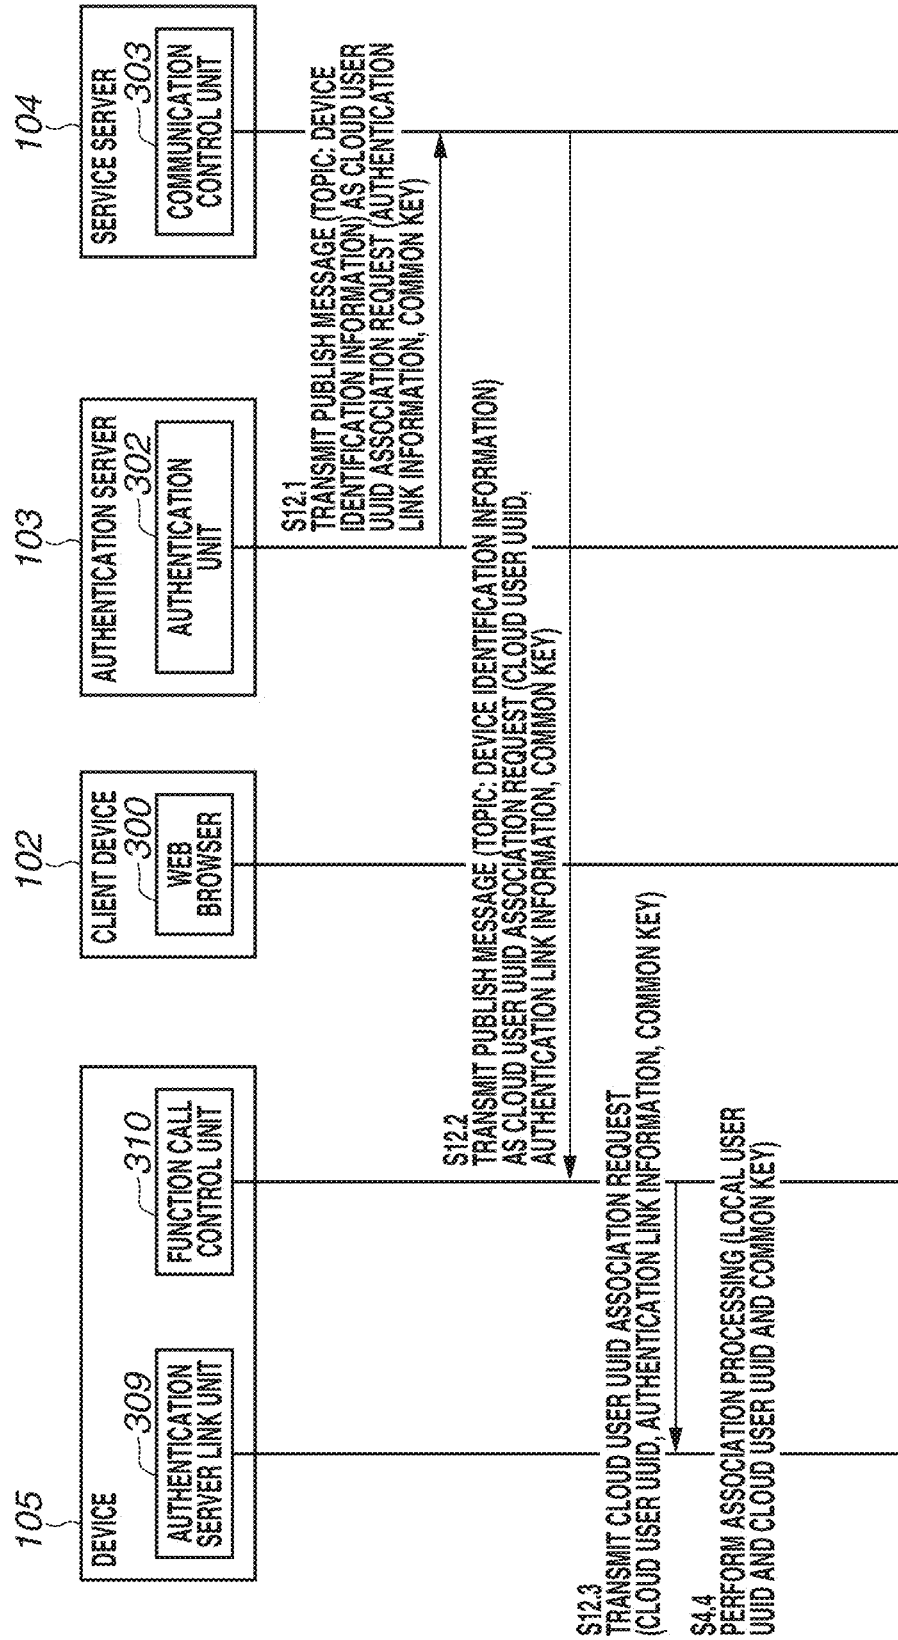 105
102
103
104
DEVICE
CLIENT DEVICE
AUTHENTICATION SERVER
SERVICE SERVER
309
310
300
302
303
AUTHENTICATION
SERVER LINK UNIT
FUNCTION CALL
CONTROL UNIT
WEB
BROWSER
AUTHENTICATION
UNIT
COMMUNICATION
CONTROL UNIT
S12.1
TRANSMIT PUBLISH MESSAGE (TOPIC: DEVICE
IDENTIFICATION INFORMATION) AS CLOUD USER
UUID ASSOCIATION REQUEST (AUTHENTICATION
LINK INFORMATION, COMMON KEY)
S12.2
TRANSMIT PUBLISH MESSAGE (TOPIC: DEVICE IDENTIFICATION INFORMATION)
AS CLOUD USER UUID ASSOCIATION REQUEST (CLOUD USER UUID,
AUTHENTICATION LINK INFORMATION, COMMON KEY)
S12.3
TRANSMIT CLOUD USER UUID ASSOCIATION REQUEST
(CLOUD USER UUID, AUTHENTICATION LINK INFORMATION, COMMON KEY)
S4.4
PERFORM ASSOCIATION PROCESSING (LOCAL USER
UUID AND CLOUD USER UUID AND COMMON KEY)